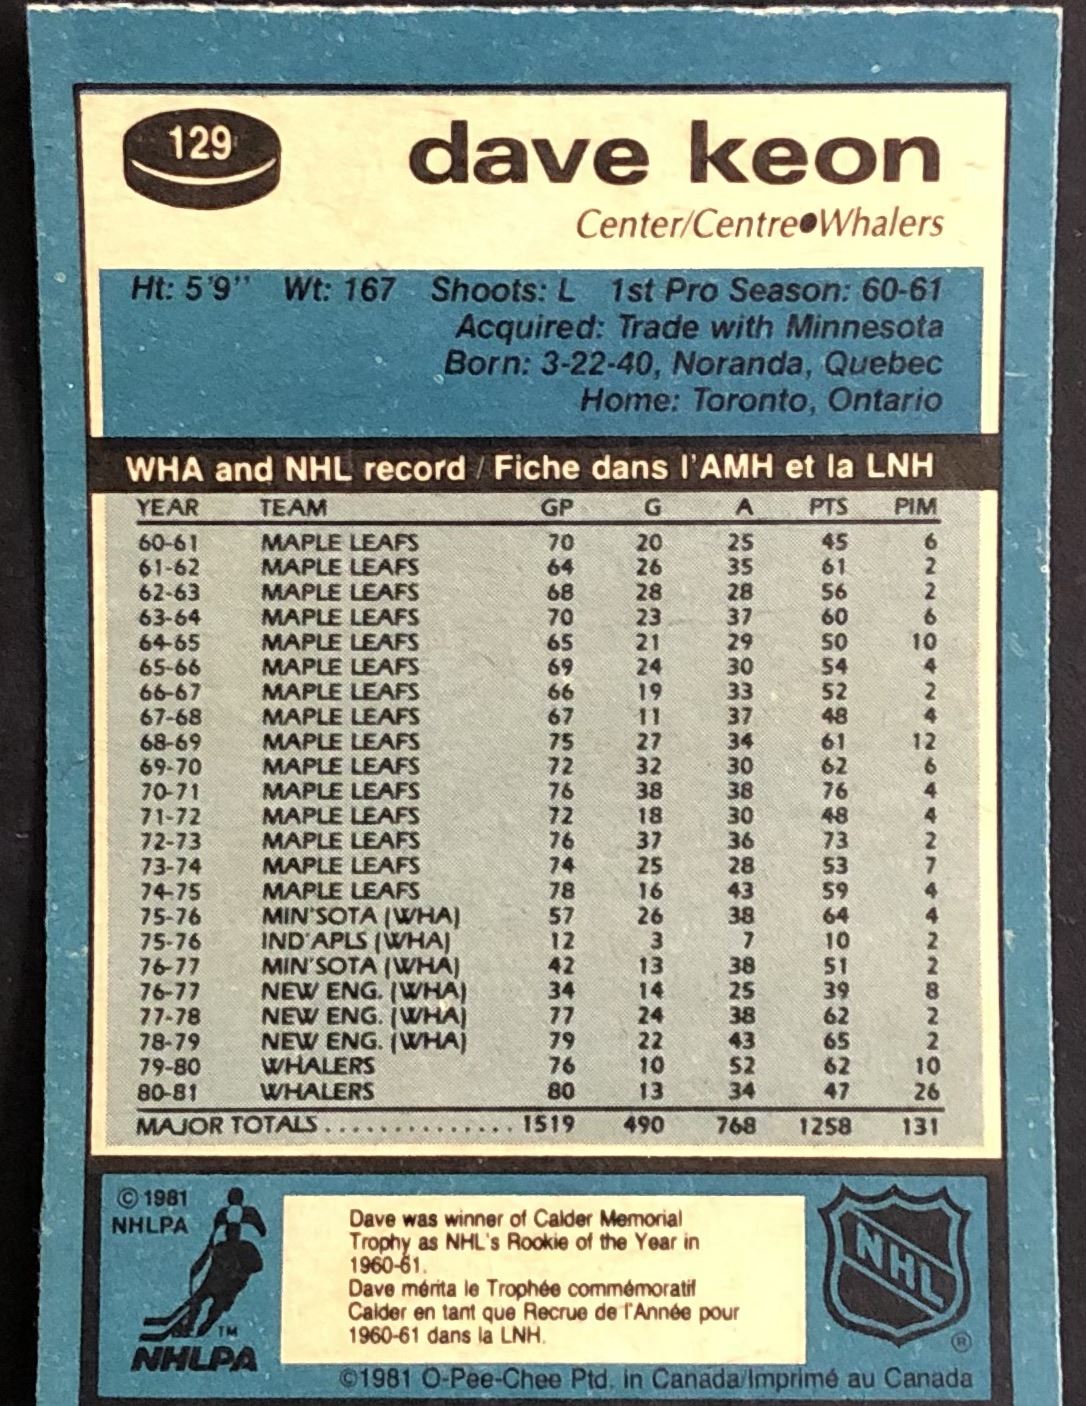 129
dave keon
Center/Centre●Whalers
Ht: 5'9" Wt: 167 Shoots: L 1st Pro Season: 60-61
Acquired: Trade with Minnesota
Born: 3-22-40, Noranda, Quebec
Home: Toronto, Ontario
WHA and NHL record / Fiche dans l'AMH et la LNH
YEAR TEAM GP G A PTS PIM
60-61 MAPLE LEAFS 70 20 25 45 6
61-62 MAPLE LEAFS 64 26 35 61 2
62-63 MAPLE LEAFS 68 28 28 56 2
63-64 MAPLE LEAFS 70 23 37 60 6
64-65 MAPLE LEAFS 65 21 29 50 10
65-66 MAPLE LEAFS 69 24 30 54 4
66-67 MAPLE LEAFS 66 19 33 52 2
67-68 MAPLE LEAFS 67 11 37 48 4
68-69 MAPLE LEAFS 75 27 34 61 12
69-70 MAPLE LEAFS 72 32 30 62 6
70-71 MAPLE LEAFS 76 38 38 76 4
71-72 MAPLE LEAFS 72 18 30 48 4
72-73 MAPLE LEAFS 76 37 36 73 2
73-74 MAPLE LEAFS 74 25 28 53 7
74-75 MAPLE LEAFS 78 16 43 59 4
75-76 MIN'SOTA (WHA) 57 26 38 64 4
75-76 IND'APLS (WHA) 12 3 7 10 2
76-77 MIN'SOTA (WHA) 42 13 38 51 2
76-77 NEW ENG. (WHA) 34 14 25 39 8
77-78 NEW ENG. (WHA) 77 24 38 62 2
78-79 NEW ENG. (WHA) 79 22 43 65 2
79-80 WHALERS 76 10 52 62 10
80-81 WHALERS 80 13 34 47 26
MAJOR TOTALS.............. 1519 490 768 1258 131
© 1981
NHLPA
TM
NHLPA
Dave was winner of Calder Memorial
Trophy as NHL's Rookie of the Year in
1960-61.
Dave mérita le Trophée commémoratif
Calder en tant que Recrue de l'Année pour
1960-61 dans la LNH.
NHL
®
©1981 O-Pee-Chee Ptd. in Canada/Imprimé au Canada